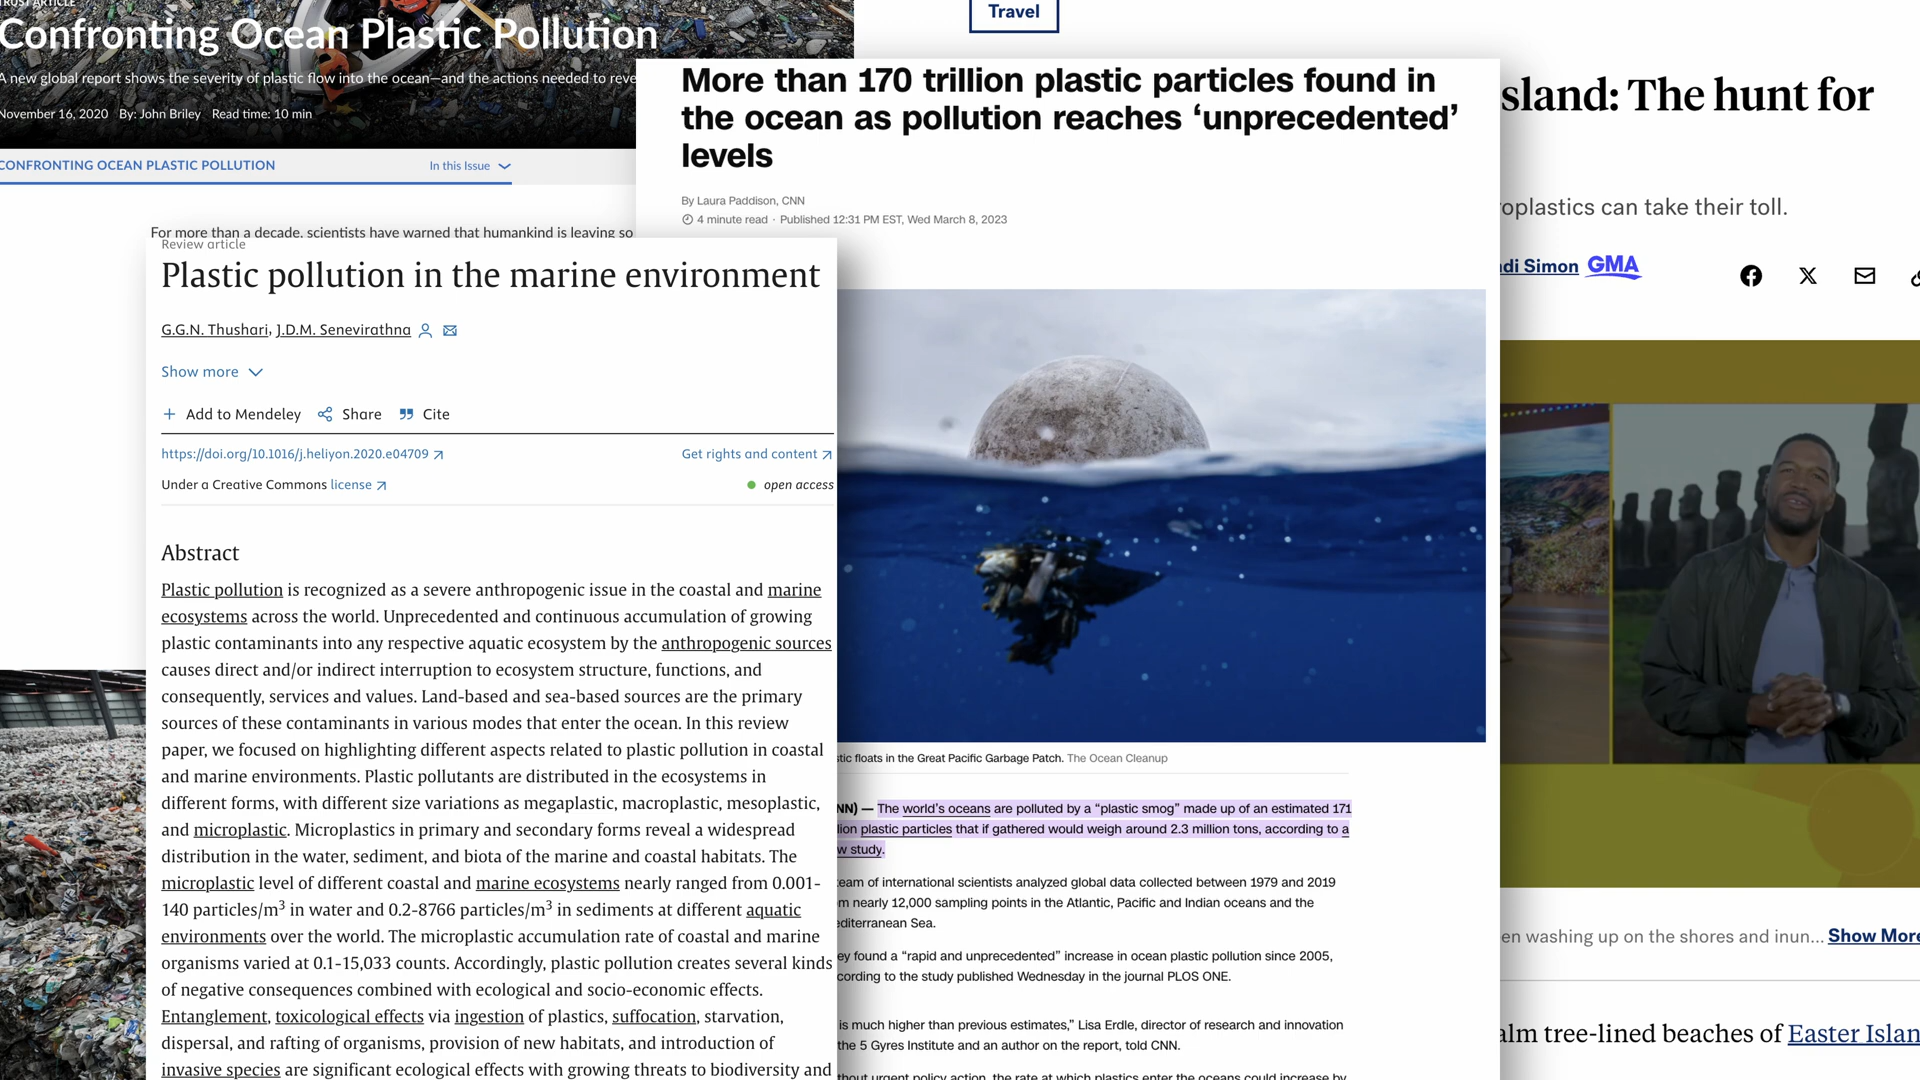 TRUST ARTICLE
Confronting Ocean Plastic Pollution
A new global report shows the severity of plastic flow into the ocean—and the actions needed to reve
November 16, 2020 By: John Briley Read time: 10 min
CONFRONTING OCEAN PLASTIC POLLUTION
In this Issue
For more than a decade, scientists have warned that humankind is leaving so
Review article
Plastic pollution in the marine environment
G.G.N. Thushari, J.D.M. Senevirathna
Show more
Add to Mendeley Share Cite
https://doi.org/10.1016/j.heliyon.2020.e04709
Get rights and content
Under a Creative Commons license
open access
Abstract
Plastic pollution is recognized as a severe anthropogenic issue in the coastal and marine
ecosystems across the world. Unprecedented and continuous accumulation of growing
plastic contaminants into any respective aquatic ecosystem by the anthropogenic sources
causes direct and/or indirect interruption to ecosystem structure, functions, and
consequently, services and values. Land-based and sea-based sources are the primary
sources of these contaminants in various modes that enter the ocean. In this review
paper, we focused on highlighting different aspects related to plastic pollution in coastal
and marine environments. Plastic pollutants are distributed in the ecosystems in
different forms, with different size variations as megaplastic, macroplastic, mesoplastic,
and microplastic. Microplastics in primary and secondary forms reveal a widespread
distribution in the water, sediment, and biota of the marine and coastal habitats. The
microplastic level of different coastal and marine ecosystems nearly ranged from 0.001-
140 particles/m³ in water and 0.2-8766 particles/m³ in sediments at different aquatic
environments over the world. The microplastic accumulation rate of coastal and marine
organisms varied at 0.1-15,033 counts. Accordingly, plastic pollution creates several kinds
of negative consequences combined with ecological and socio-economic effects.
Entanglement, toxicological effects via ingestion of plastics, suffocation, starvation,
dispersal, and rafting of organisms, provision of new habitats, and introduction of
invasive species are significant ecological effects with growing threats to biodiversity and
More than 170 trillion plastic particles found in
the ocean as pollution reaches ‘unprecedented’
levels
By Laura Paddison, CNN
4 minute read · Published 12:31 PM EST, Wed March 8, 2023
stic floats in the Great Pacific Garbage Patch. The Ocean Cleanup
NN) — The world’s oceans are polluted by a “plastic smog” made up of an estimated 171
lion plastic particles that if gathered would weigh around 2.3 million tons, according to a
w study.
eam of international scientists analyzed global data collected between 1979 and 2019
m nearly 12,000 sampling points in the Atlantic, Pacific and Indian oceans and the
editerranean Sea.
ey found a “rapid and unprecedented” increase in ocean plastic pollution since 2005,
cording to the study published Wednesday in the journal PLOS ONE.
is much higher than previous estimates,” Lisa Erdle, director of research and innovation
the 5 Gyres Institute and an author on the report, told CNN.
thout urgent policy action, the rate at which plastics enter the oceans could increase by
Travel
sland: The hunt for
oplastics can take their toll.
ndi Simon GMA
en washing up on the shores and inun... Show More
alm tree-lined beaches of Easter Islan